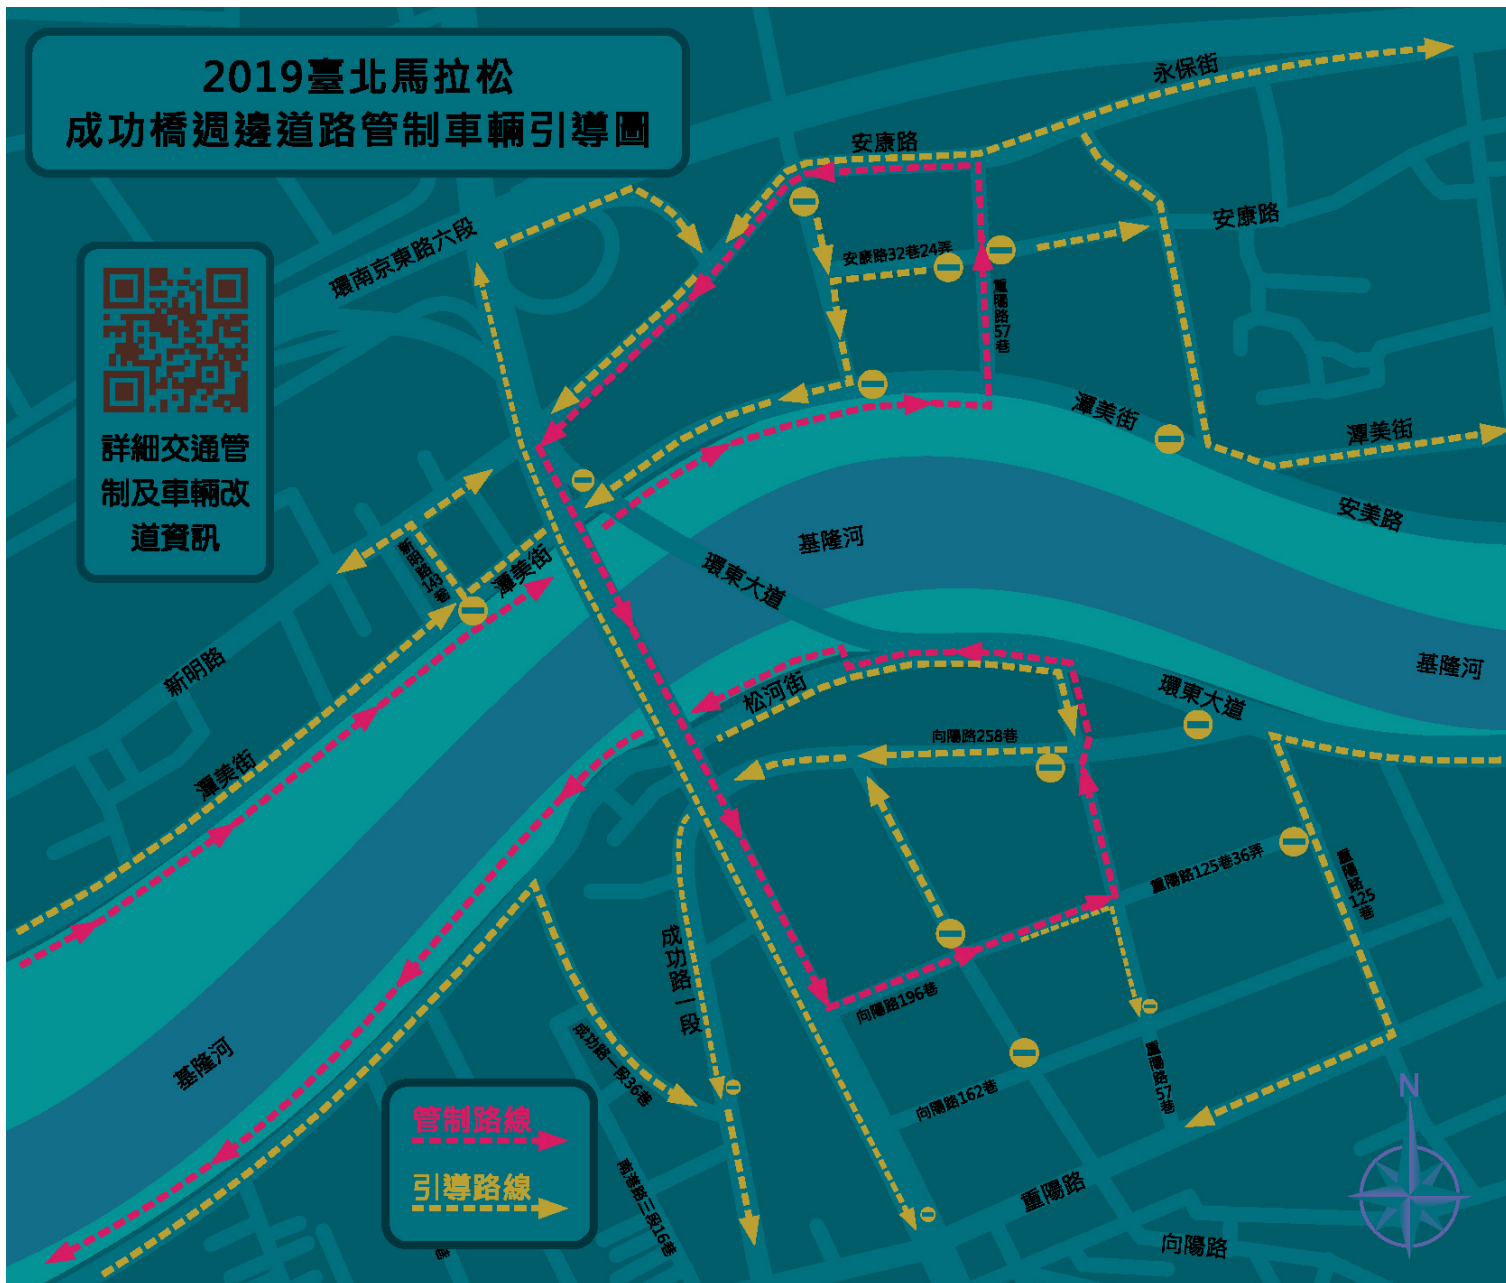 2019臺北馬拉松
成功橋週邊道路管制車輛引導圖
永保街
安康路
安康路
環南京東路六段
安康路32巷24弄
重陽路57巷
詳細交通管
制及車輛改
道資訊
潭美街
潭美街
安美路
基隆河
新明路143巷
潭美街
環東大道
新明路
基隆河
松河街
環東大道
向陽路258巷
潭美街
重陽路125巷36弄
重陽路125巷
成功路一段
向陽路196巷
基隆河
成功路一段36巷
重陽路57巷
向陽路162巷
N
管制路線
引導路線
南港路三段16巷
重陽路
向陽路
巷